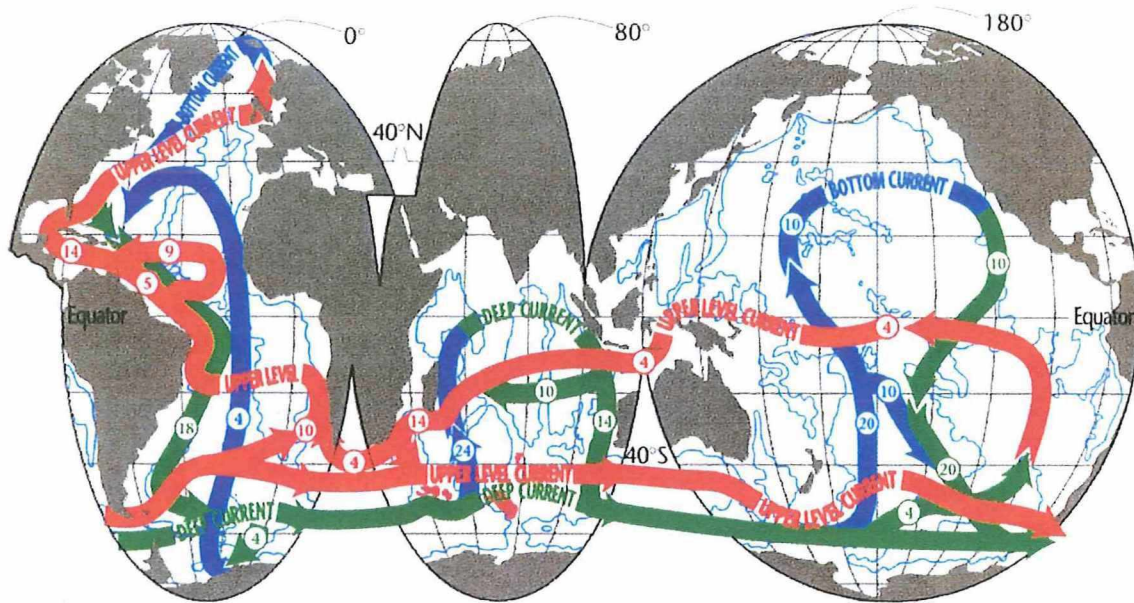 0°
80°
180°
BOTTOM CURRENT
UPPER LEVEL CURRENT
40°N
BOTTOM CURRENT
10
14
9
10
5
Equator
DEEP CURRENT
UPPER LEVEL CURRENT
4
Equator
4
UPPER LEVEL
10
10
4
14
14
18
10
20
4
24
40°S
UPPER LEVEL CURRENT
20
DEEP CURRENT
UPPER LEVEL CURRENT
DEEP CURRENT
4
4